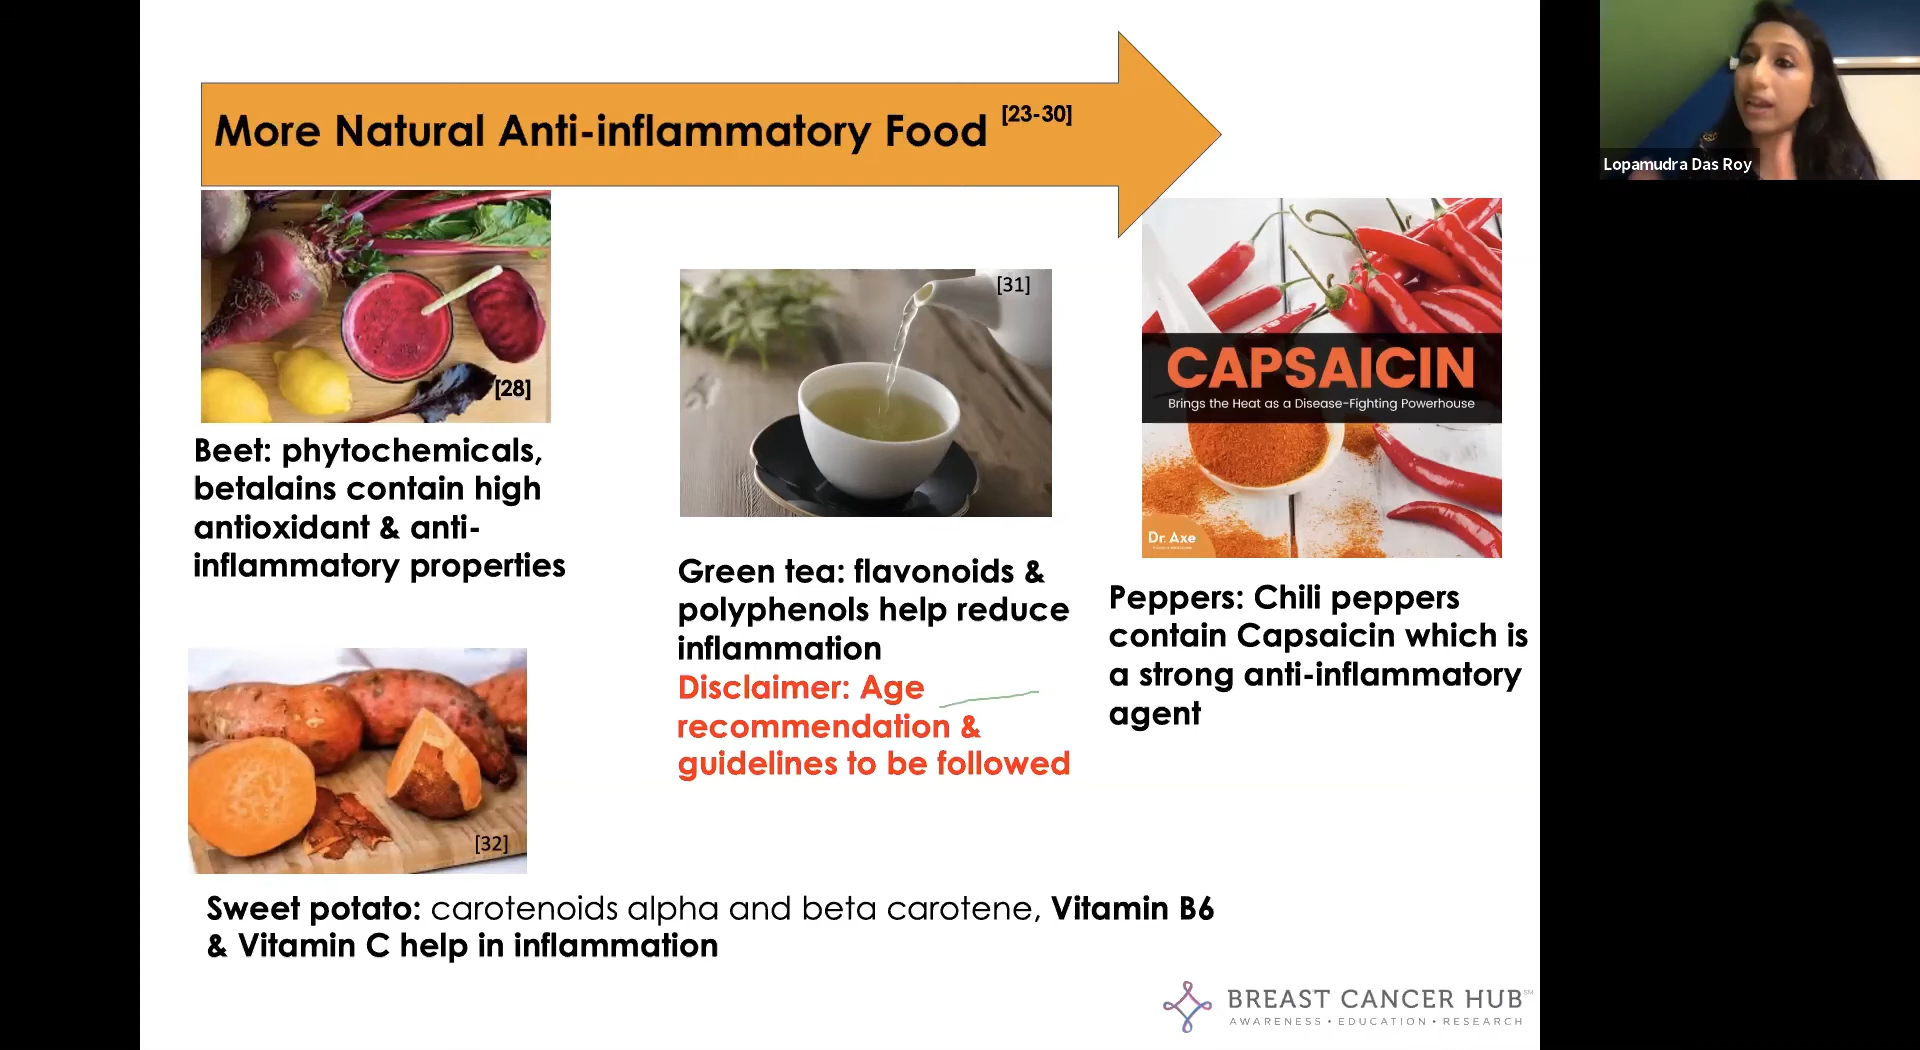 More Natural Anti-inflammatory Food [23-30]
Lopamudra Das Roy
[28]
Beet: phytochemicals,
betalains contain high
antioxidant & anti-
inflammatory properties
[31]
Green tea: flavonoids &
polyphenols help reduce
inflammation
Disclaimer: Age
recommendation &
guidelines to be followed
CAPSAICIN
Brings the Heat as a Disease-Fighting Powerhouse
Dr. Axe
Peppers: Chili peppers
contain Capsaicin which is
a strong anti-inflammatory
agent
[32]
Sweet potato: carotenoids alpha and beta carotene, Vitamin B6
& Vitamin C help in inflammation
BREAST CANCER HUB℠
AWARENESS • EDUCATION • RESEARCH